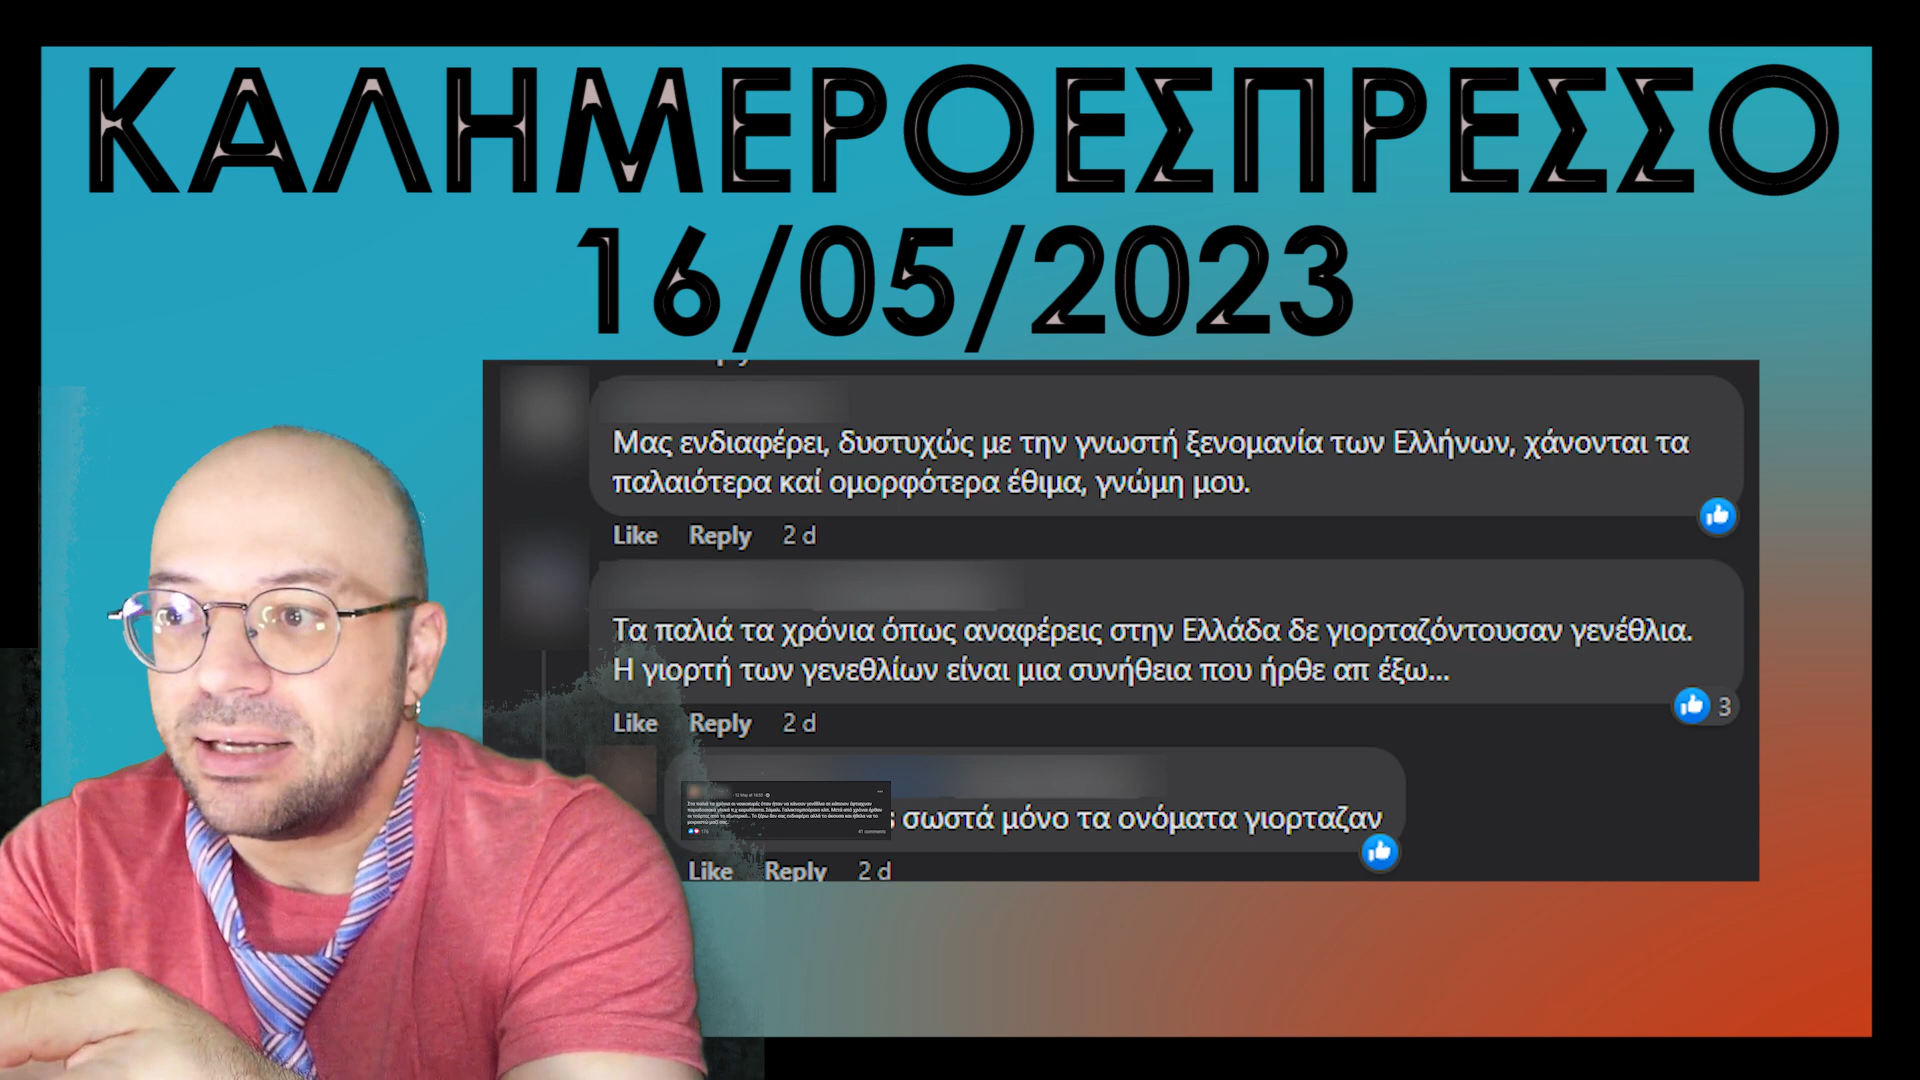 ΚΑΛΗΜΕΡΟΕΣΠΡΕΣΣΟ
16/05/2023
Μας ενδιαφέρει, δυστυχώς με την γνωστή ξενομανία των Ελλήνων, χάνονται τα
παλαιότερα καί ομορφότερα έθιμα, γνώμη μου.
Like Reply 2 d
Τα παλιά τα χρόνια όπως αναφέρεις στην Ελλάδα δε γιορταζόντουσαν γενέθλια.
Η γιορτή των γενεθλίων είναι μια συνήθεια που ήρθε απ έξω...
3
Like Reply 2 d
σωστά μόνο τα ονόματα γιορταζαν
Like Reply 2 d